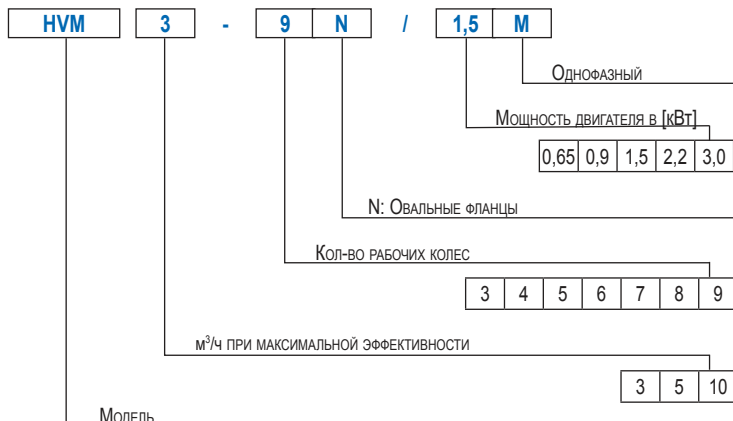 HVM 3 - 9 N / 1,5 M
Однофазный
Мощность двигателя в [кВт]
0,65 0,9 1,5 2,2 3,0
N: Овальные фланцы
Кол-во рабочих колес
3 4 5 6 7 8 9
м³/ч при максимальной эффективности
3 5 10
Модель